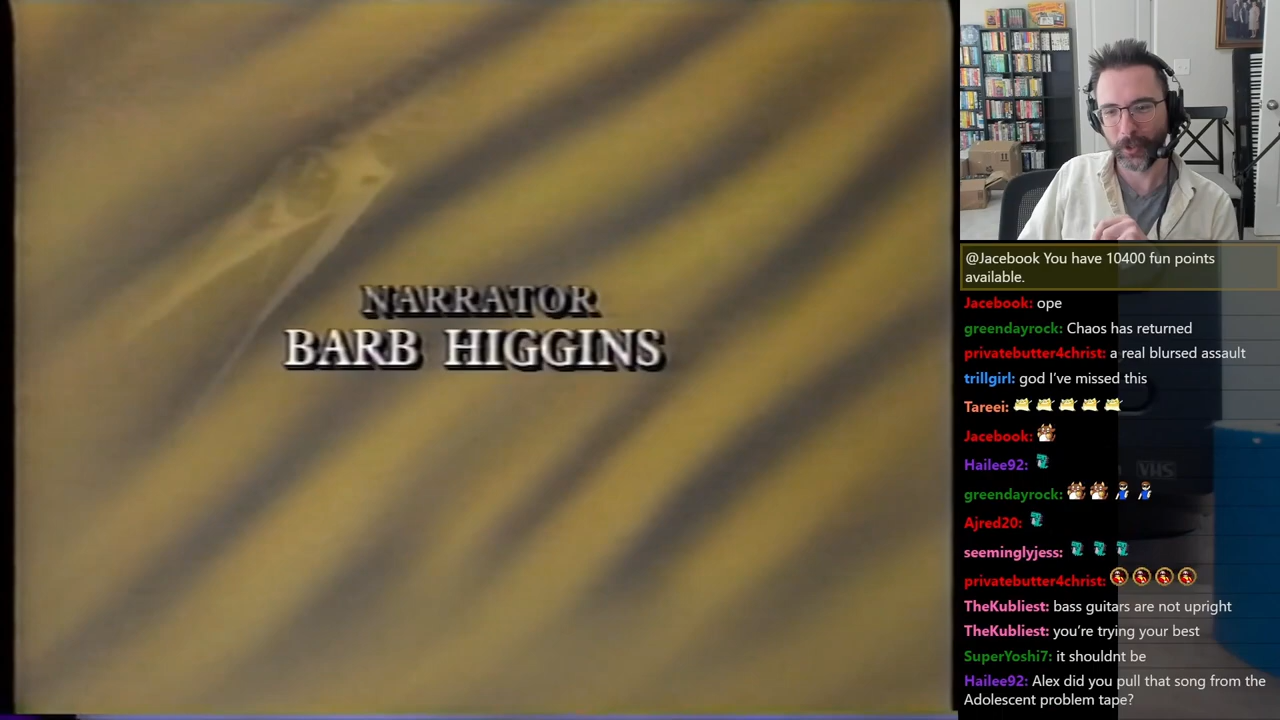 NARRATOR
BARB HIGGINS
@Jacebook You have 10400 fun points
available.
Jacebook: ope
greendayrock: Chaos has returned
privatebutter4christ: a real blursed assault
trillgirl: god I've missed this
Tareei:
Jacebook:
Hailee92:
greendayrock:
Ajred20:
seeminglyjess:
privatebutter4christ:
TheKubliest: bass guitars are not upright
TheKubliest: you're trying your best
SuperYoshi7: it shouldnt be
Hailee92: Alex did you pull that song from the
Adolescent problem tape?
VHS